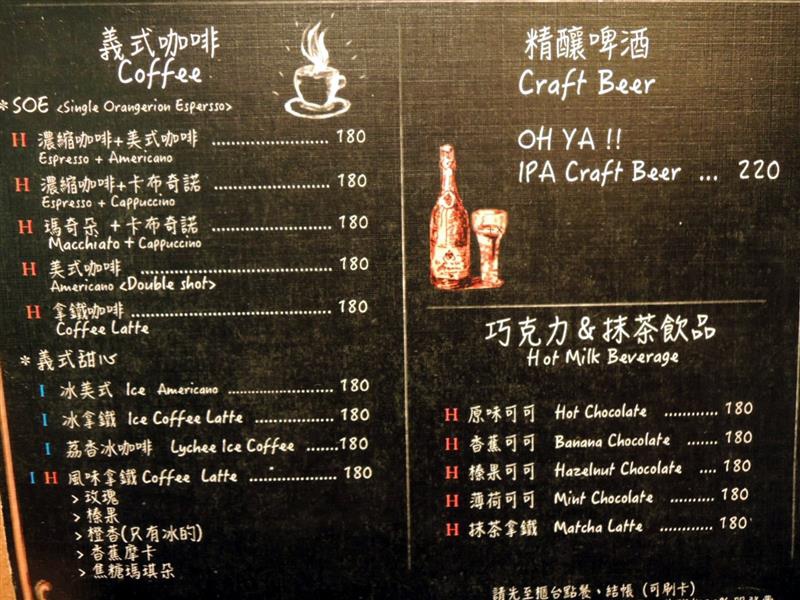 義式咖啡
Coffee
*SOE <Single Orangerion Espersso>
H 濃縮咖啡+美式咖啡 ........................ 180
Espresso + Americano
H 濃縮咖啡+卡布奇諾 ........................ 180
Espresso + Cappuccino
H 瑪奇朵 +卡布奇諾 ........................ 180
Macchiato + Cappuccino
H 美式咖啡 ........................ 180
Americano <Double shot>
H 拿鐵咖啡 ........................ 180
Coffee Latte
*義式甜心
I 冰美式 Ice Americano ........................ 180
I 冰拿鐵 Ice Coffee Latte ................... 180
I 荔香冰咖啡 Lychee Ice Coffee .......180
I H 風味拿鐵 Coffee Latte ................... 180
> 玫瑰
> 榛果
> 橙香(只有冰的)
> 香蕉摩卡
> 焦糖瑪琪朵
精釀啤酒
Craft Beer
OH YA !!
IPA Craft Beer ... 220
巧克力&抹茶飲品
Hot Milk Beverage
H 原味可可 Hot Chocolate ............ 180
H 香蕉可可 Banana Chocolate ....... 180
H 榛果可可 Hazelnut Chocolate .... 180
H 薄荷可可 Mint Chocolate .......... 180
H 抹茶拿鐵 Matcha Latte ............ 180
請先至櫃台點餐、結帳 (可刷卡)